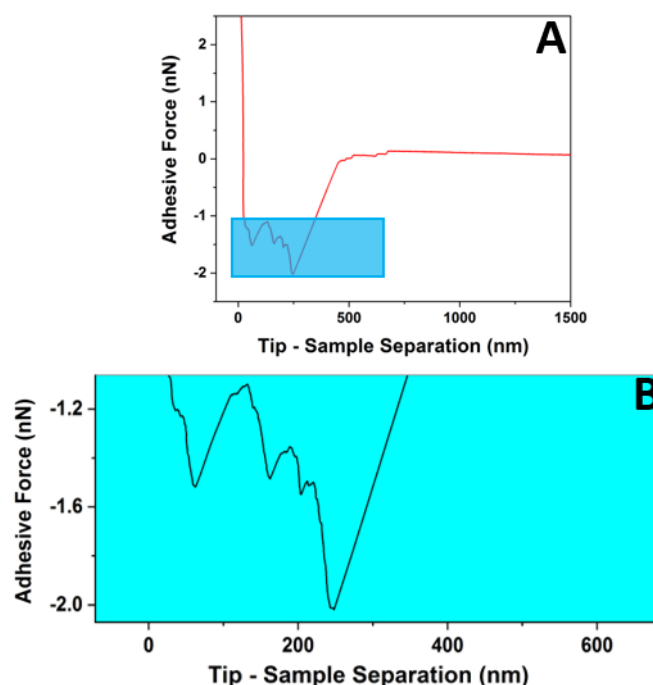 A
2
1
0
-1
-2
Adhesive Force (nN)
0 500 1000 1500
Tip - Sample Separation (nm)
B
-1.2
-1.6
-2.0
Adhesive Force (nN)
0 200 400 600
Tip - Sample Separation (nm)